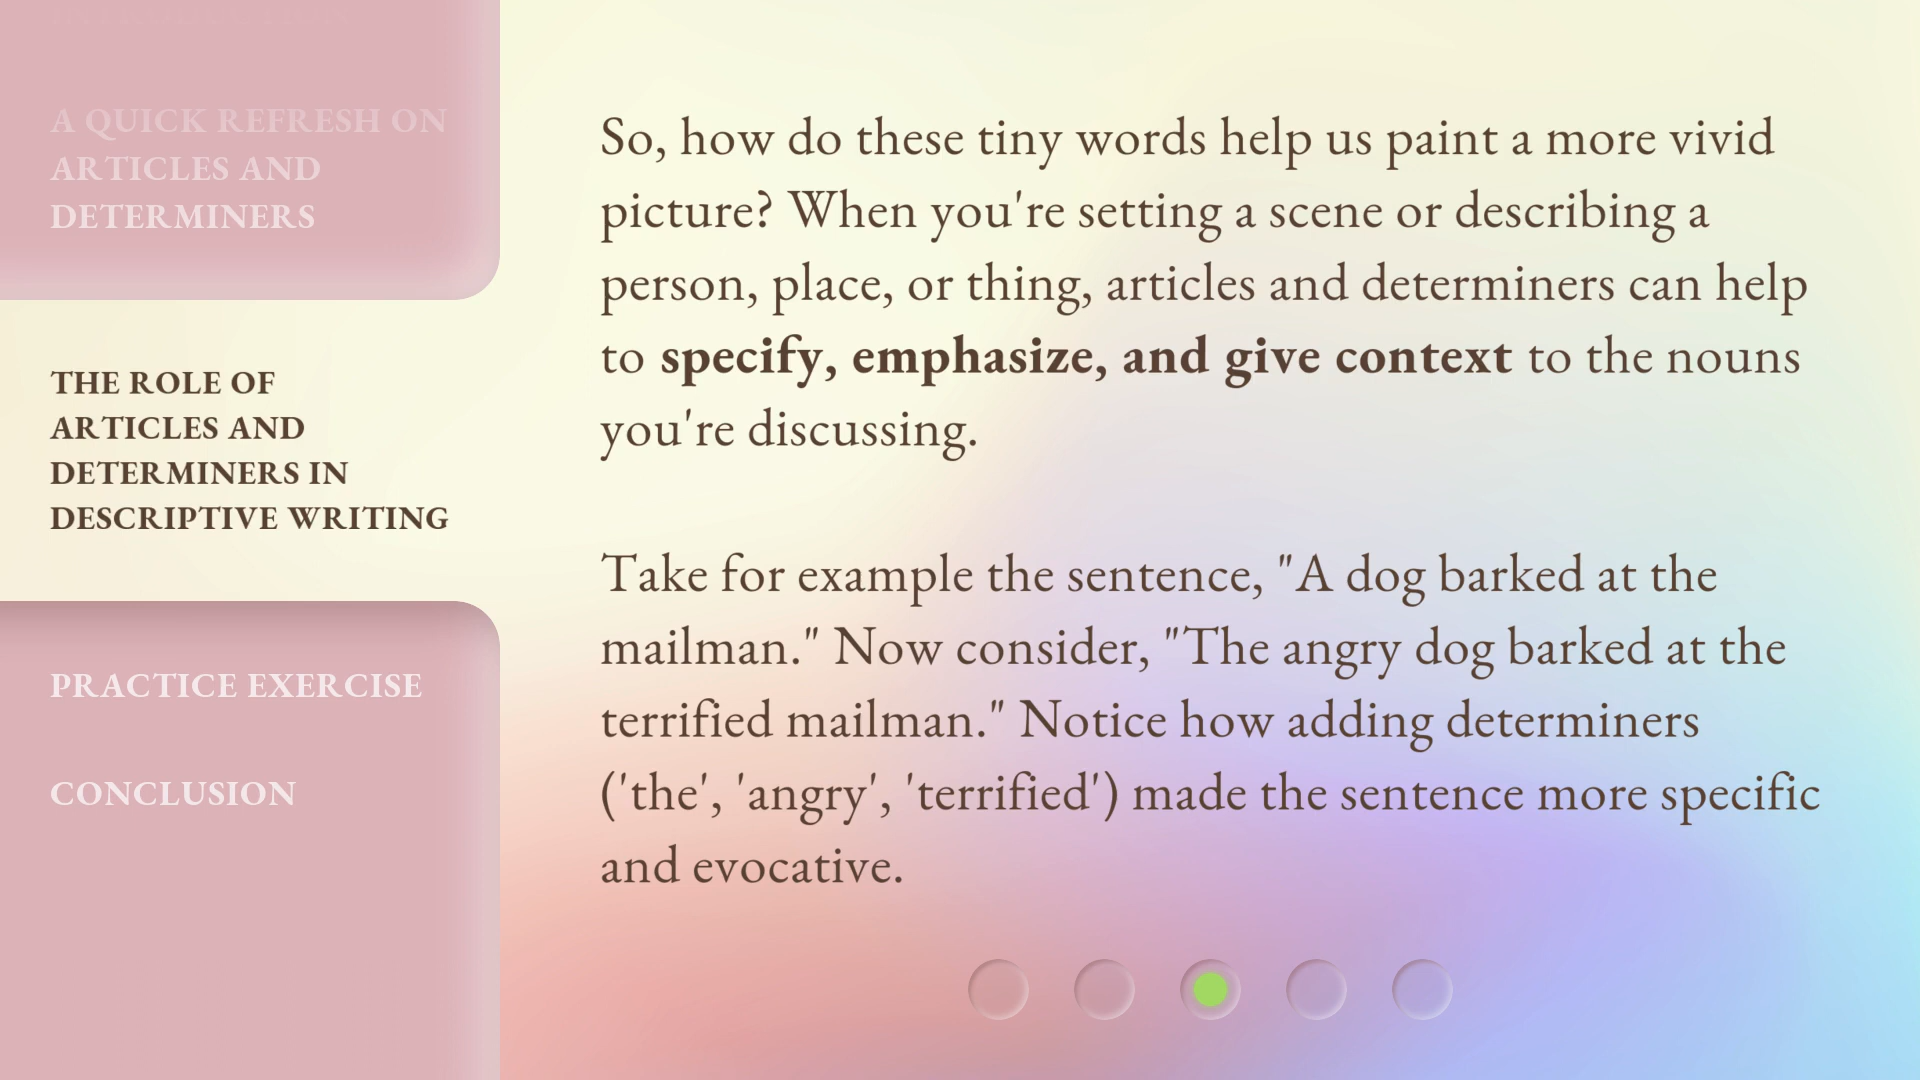 INTRODUCTION
A QUICK REFRESH ON
ARTICLES AND
DETERMINERS
THE ROLE OF
ARTICLES AND
DETERMINERS IN
DESCRIPTIVE WRITING
PRACTICE EXERCISE
CONCLUSION
So, how do these tiny words help us paint a more vivid
picture? When you're setting a scene or describing a
person, place, or thing, articles and determiners can help
to specify, emphasize, and give context to the nouns
you're discussing.
Take for example the sentence, "A dog barked at the
mailman." Now consider, "The angry dog barked at the
terrified mailman." Notice how adding determiners
('the', 'angry', 'terrified') made the sentence more specific
and evocative.